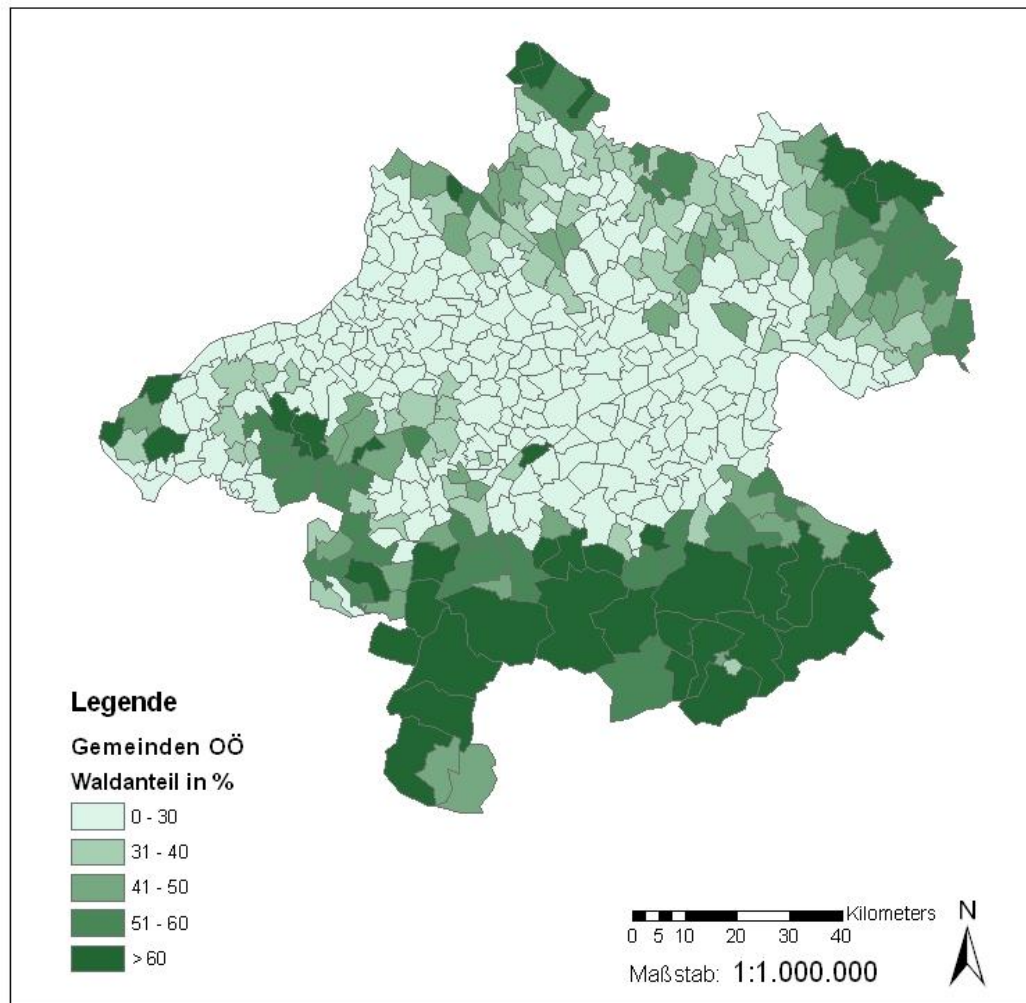 Legende
Gemeinden OÖ
Waldanteil in %
0 - 30
31 - 40
41 - 50
51 - 60
> 60
Kilometers
0 5 10 20 30 40
Maßstab: 1:1.000.000
N